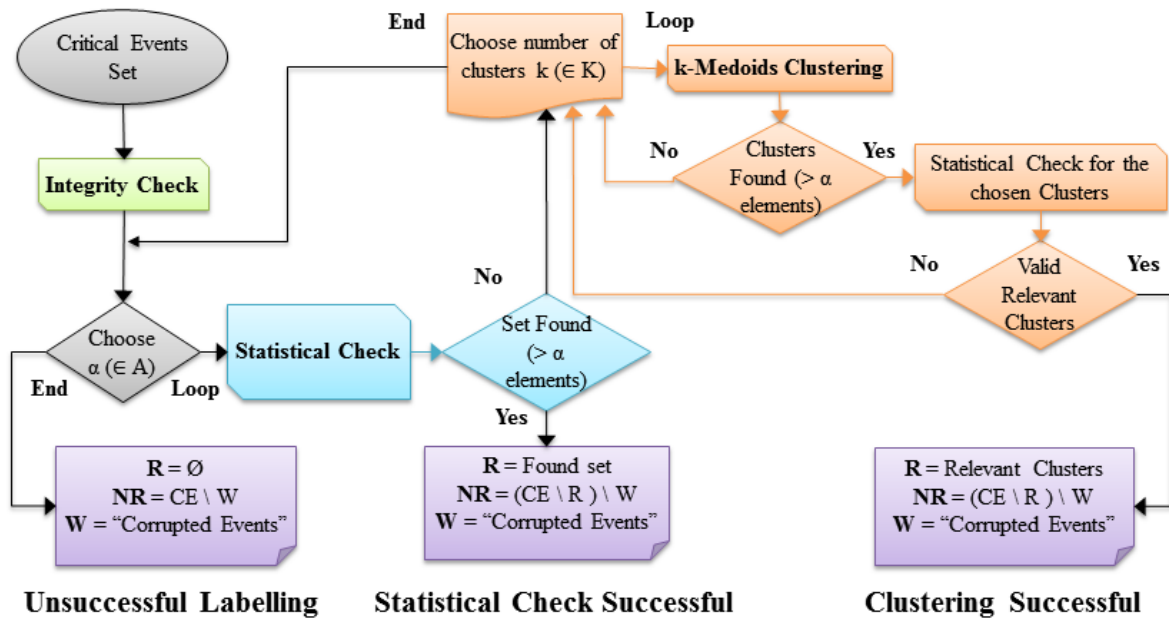 Critical Events
Set
Integrity Check
Choose
α (∈ A)
End
Loop
Statistical Check
Set Found
(> α
elements)
No
Yes
End
Choose number of
clusters k (∈ K)
Loop
k-Medoids Clustering
Clusters
Found (> α
elements)
No
Yes
Statistical Check for the
chosen Clusters
Valid
Relevant
Clusters
No
Yes
R = Ø
NR = CE \ W
W = “Corrupted Events”
R = Found set
NR = (CE \ R ) \ W
W = “Corrupted Events”
R = Relevant Clusters
NR = (CE \ R ) \ W
W = “Corrupted Events”
Unsuccessful Labelling
Statistical Check Successful
Clustering Successful